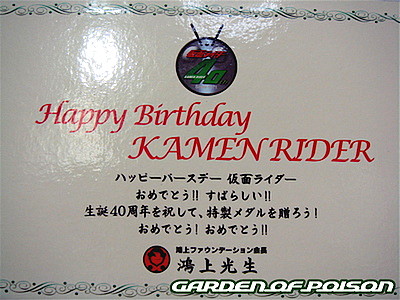 40
KAMEN RIDER
Happy Birthday
KAMEN RIDER
ハッピーバースデー 仮面ライダー
おめでとう!! すばらしい!!
生誕40周年を祝して、特製メダルを贈ろう!
おめでとう! おめでとう!!
鴻上ファウンデーション会長
鴻上光生
GARDEN OF POISON